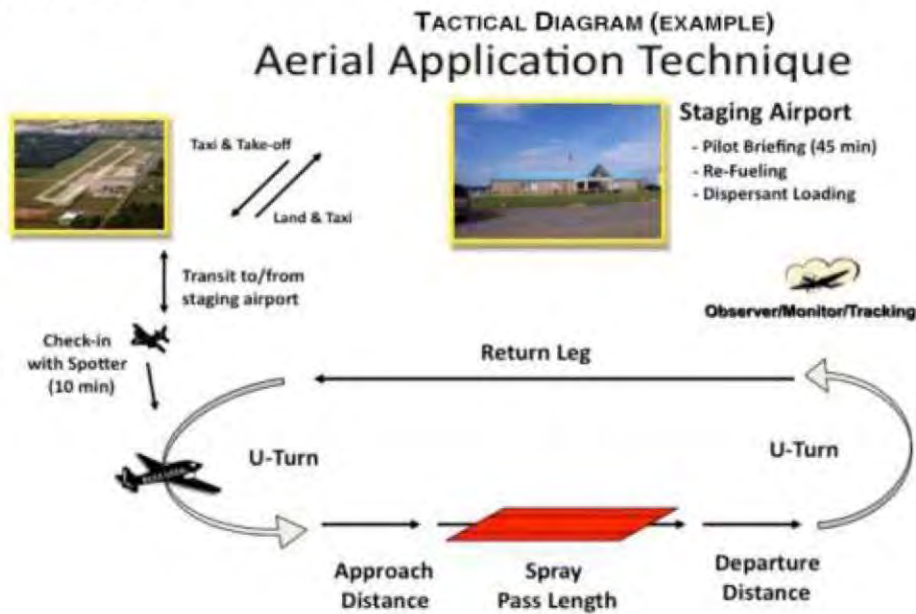 TACTICAL DIAGRAM (EXAMPLE)
Aerial Application Technique
Taxi & Take-off
Land & Taxi
Staging Airport
- Pilot Briefing (45 min)
- Re-Fueling
- Dispersant Loading
Transit to/from
staging airport
Observer/Monitor/Tracking
Check-in
with Spotter
(10 min)
Return Leg
U-Turn
U-Turn
Approach
Distance
Spray
Pass Length
Departure
Distance